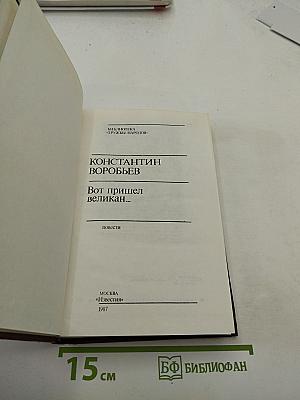 БИБЛИОТЕКА
«ДРУЖБЫ НАРОДОВ»
КОНСТАНТИН
ВОРОБЬЕВ
Вот пришел
великан...
повести
МОСКВА
«Известия»
1987
15 см
БФ БИБЛИОФАН